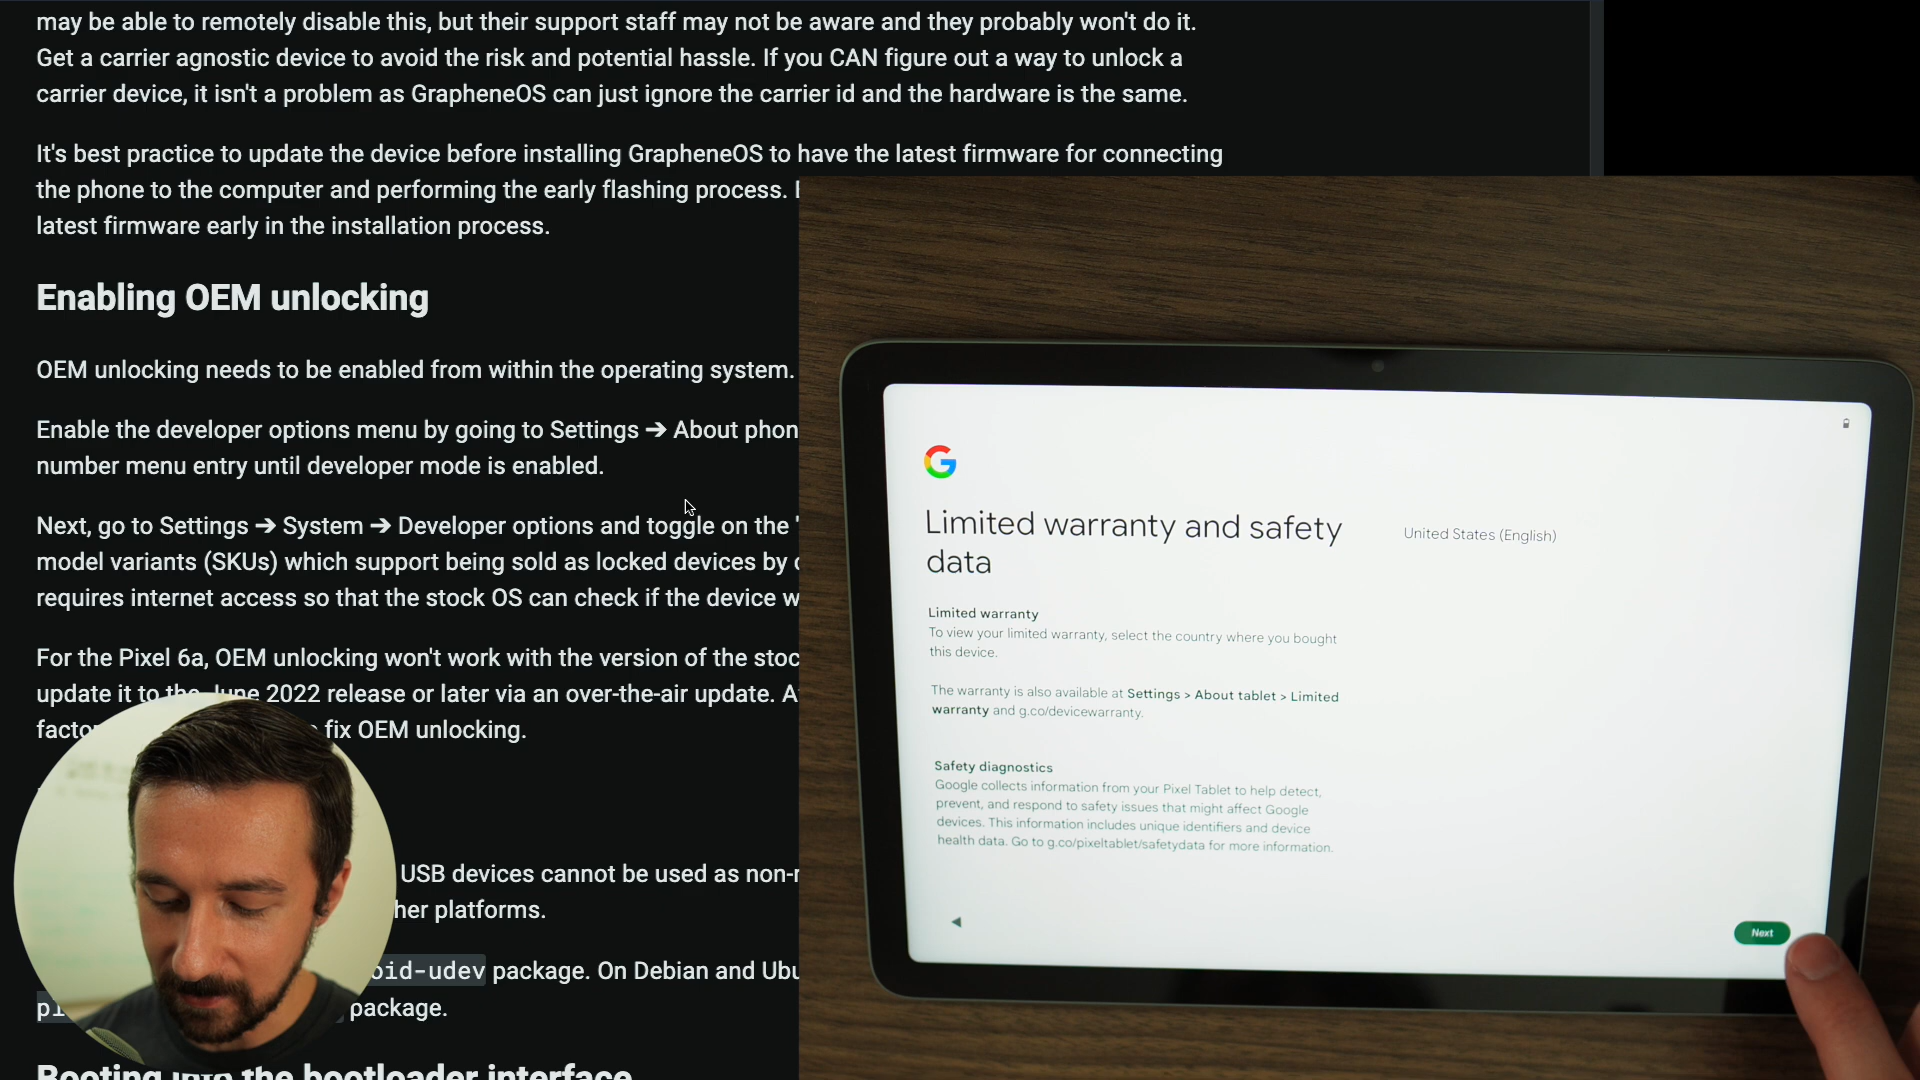 may be able to remotely disable this, but their support staff may not be aware and they probably won't do it.
Get a carrier agnostic device to avoid the risk and potential hassle. If you CAN figure out a way to unlock a
carrier device, it isn't a problem as GrapheneOS can just ignore the carrier id and the hardware is the same.
It's best practice to update the device before installing GrapheneOS to have the latest firmware for connecting
the phone to the computer and performing the early flashing process.
latest firmware early in the installation process.
Enabling OEM unlocking
OEM unlocking needs to be enabled from within the operating system.
Enable the developer options menu by going to Settings ➔ About phon
number menu entry until developer mode is enabled.
Next, go to Settings ➔ System ➔ Developer options and toggle on the '
model variants (SKUs) which support being sold as locked devices by
requires internet access so that the stock OS can check if the device w
For the Pixel 6a, OEM unlocking won't work with the version of the stoc
update it to the June 2022 release or later via an over-the-air update. A
factor fix OEM unlocking.
USB devices cannot be used as non-r
her platforms.
oid-udev package. On Debian and Ubu
pl package.
Booting into the bootloader interface
G
Limited warranty and safety
data
United States (English)
Limited warranty
To view your limited warranty, select the country where you bought
this device.
The warranty is also available at Settings > About tablet > Limited
warranty and g.co/devicewarranty.
Safety diagnostics
Google collects information from your Pixel Tablet to help detect,
prevent, and respond to safety issues that might affect Google
devices. This information includes unique identifiers and device
health data. Go to g.co/pixeltablet/safetydata for more information.
Next